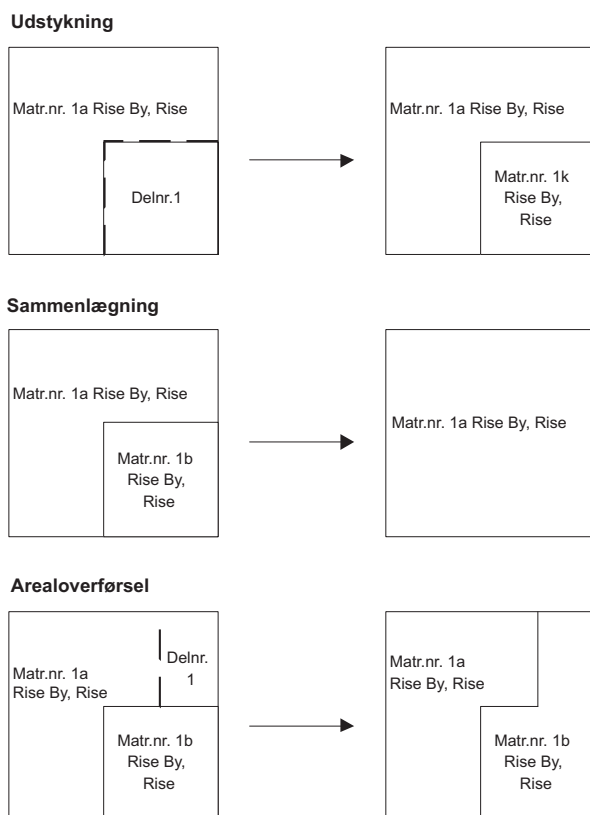 Udstykning
Matr.nr. 1a Rise By, Rise
Delnr.1
Matr.nr. 1a Rise By, Rise
Matr.nr. 1k
Rise By,
Rise
Sammenlægning
Matr.nr. 1a Rise By, Rise
Matr.nr. 1b
Rise By,
Rise
Matr.nr. 1a Rise By, Rise
Arealoverførsel
Matr.nr. 1a
Rise By, Rise
Delnr.
1
Matr.nr. 1b
Rise By,
Rise
Matr.nr. 1a
Rise By, Rise
Matr.nr. 1b
Rise By,
Rise